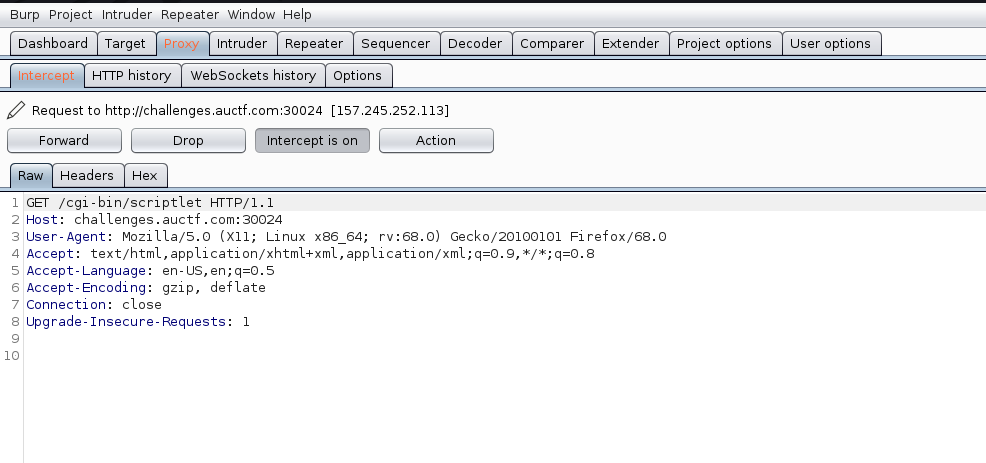 Burp Project Intruder Repeater Window Help
Dashboard Target Proxy Intruder Repeater Sequencer Decoder Comparer Extender Project options User options
Intercept HTTP history WebSockets history Options
Request to http://challenges.auctf.com:30024 [157.245.252.113]
Forward Drop Intercept is on Action
Raw Headers Hex
1 GET /cgi-bin/scriptlet HTTP/1.1
2 Host: challenges.auctf.com:30024
3 User-Agent: Mozilla/5.0 (X11; Linux x86_64; rv:68.0) Gecko/20100101 Firefox/68.0
4 Accept: text/html,application/xhtml+xml,application/xml;q=0.9,*/*;q=0.8
5 Accept-Language: en-US,en;q=0.5
6 Accept-Encoding: gzip, deflate
7 Connection: close
8 Upgrade-Insecure-Requests: 1
9
10